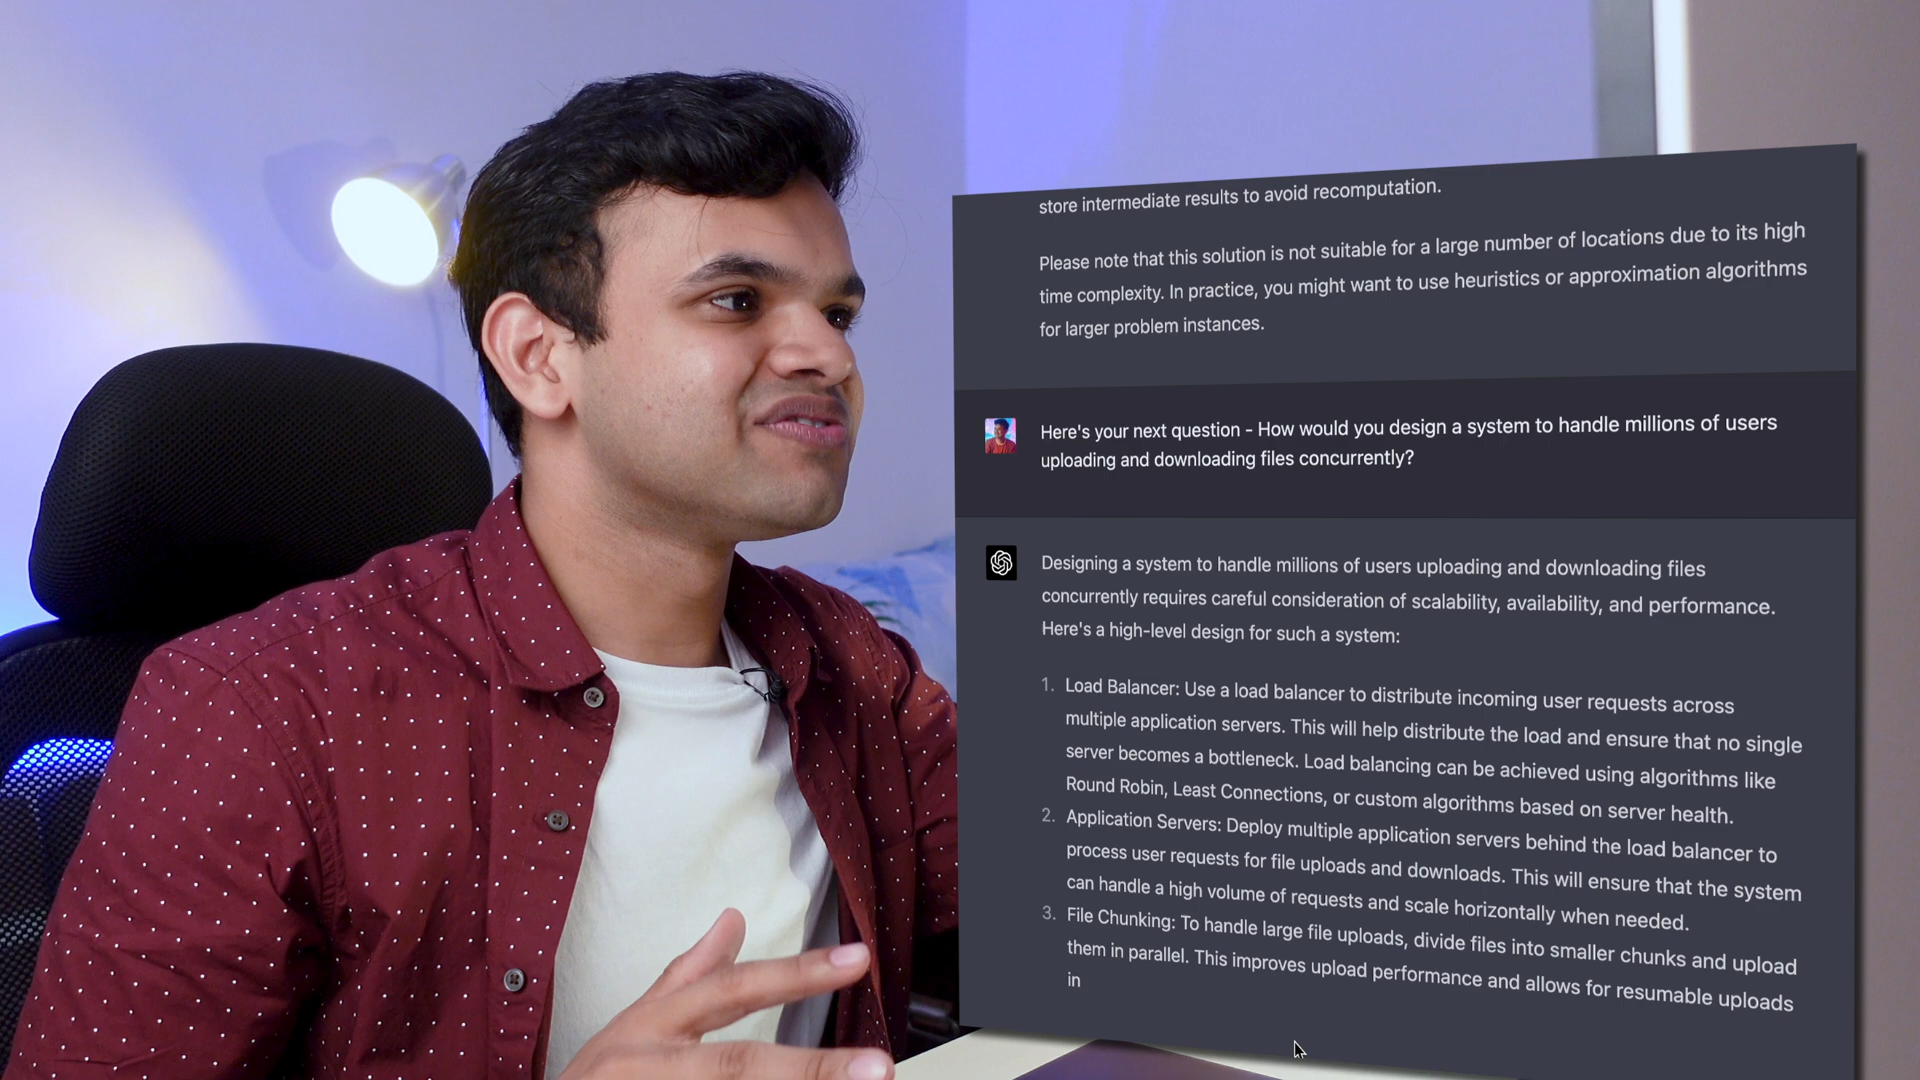 store intermediate results to avoid recomputation.
Please note that this solution is not suitable for a large number of locations due to its high
time complexity. In practice, you might want to use heuristics or approximation algorithms
for larger problem instances.
Here's your next question - How would you design a system to handle millions of users
uploading and downloading files concurrently?
Designing a system to handle millions of users uploading and downloading files
concurrently requires careful consideration of scalability, availability, and performance.
Here's a high-level design for such a system:
1. Load Balancer: Use a load balancer to distribute incoming user requests across
multiple application servers. This will help distribute the load and ensure that no single
server becomes a bottleneck. Load balancing can be achieved using algorithms like
Round Robin, Least Connections, or custom algorithms based on server health.
2. Application Servers: Deploy multiple application servers behind the load balancer to
process user requests for file uploads and downloads. This will ensure that the system
can handle a high volume of requests and scale horizontally when needed.
3. File Chunking: To handle large file uploads, divide files into smaller chunks and upload
them in parallel. This improves upload performance and allows for resumable uploads
in